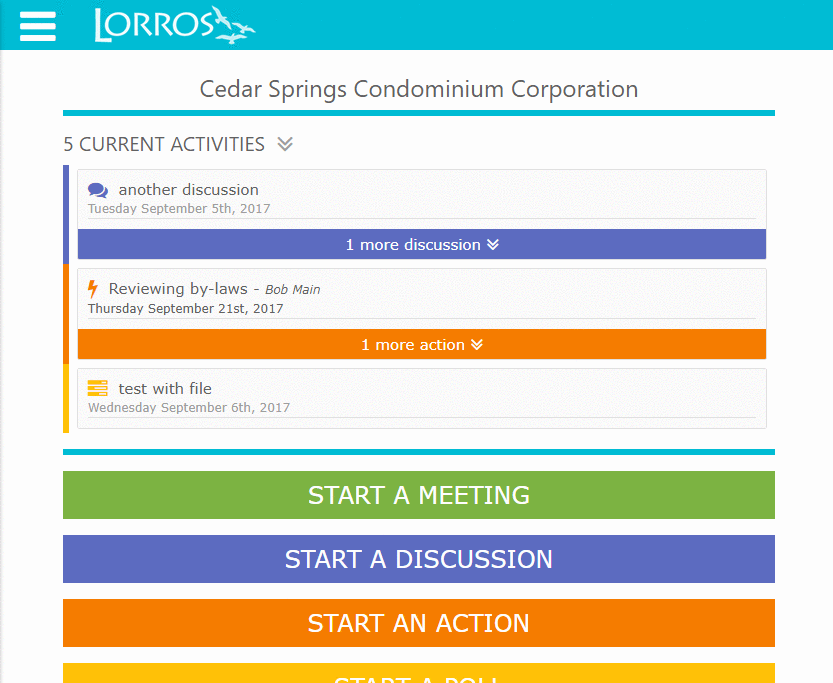 LORROS
Cedar Springs Condominium Corporation
5 CURRENT ACTIVITIES
another discussion
Tuesday September 5th, 2017
1 more discussion
Reviewing by-laws - Bob Main
Thursday September 21st, 2017
1 more action
test with file
Wednesday September 6th, 2017
START A MEETING
START A DISCUSSION
START AN ACTION
START A POLL